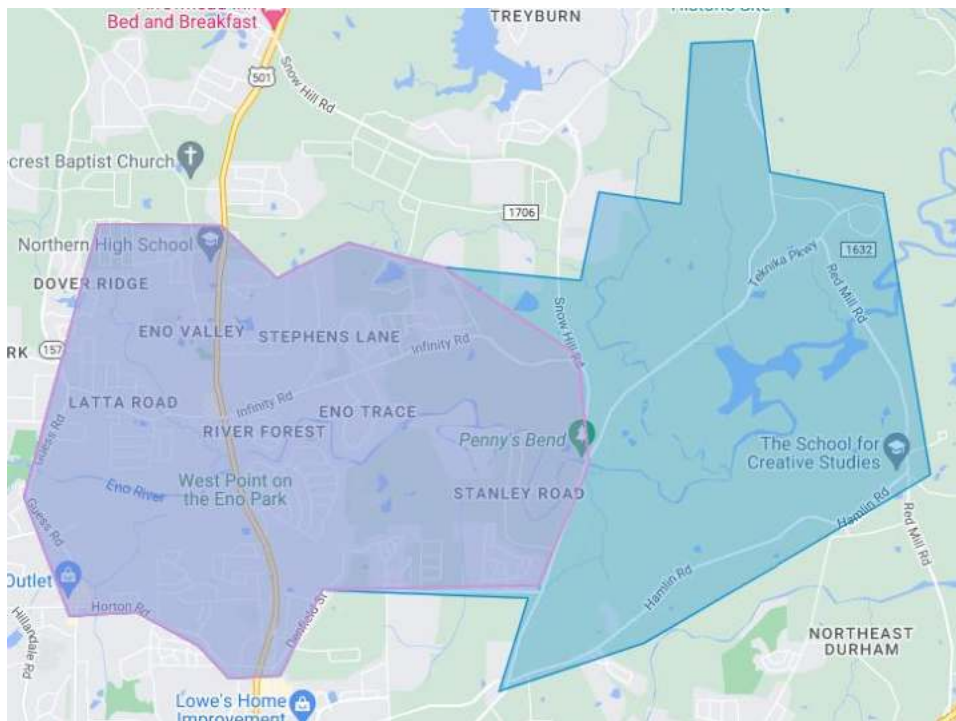 TREYBURN
Bed and Breakfast
501
Snow Hill Rd
crest Baptist Church
1706
Northern High School
1632
Teknika Pkwy
DOVER RIDGE
Red Mill Rd
Snow Hill Rd
ENO VALLEY
STEPHENS LANE
Infinity Rd
RK
157
LATTA ROAD
Infinity Rd
ENO TRACE
RIVER FOREST
Guess Rd
Penny's Bend
The School for
Creative Studies
West Point on
the Eno Park
STANLEY ROAD
Eno River
Guess Rd
Hamlin Rd
Red Mill Rd
Outlet
Hamlin Rd
Horton Rd
Denfield St
Hillandale Rd
NORTHEAST
DURHAM
Lowe's Home
Improvement